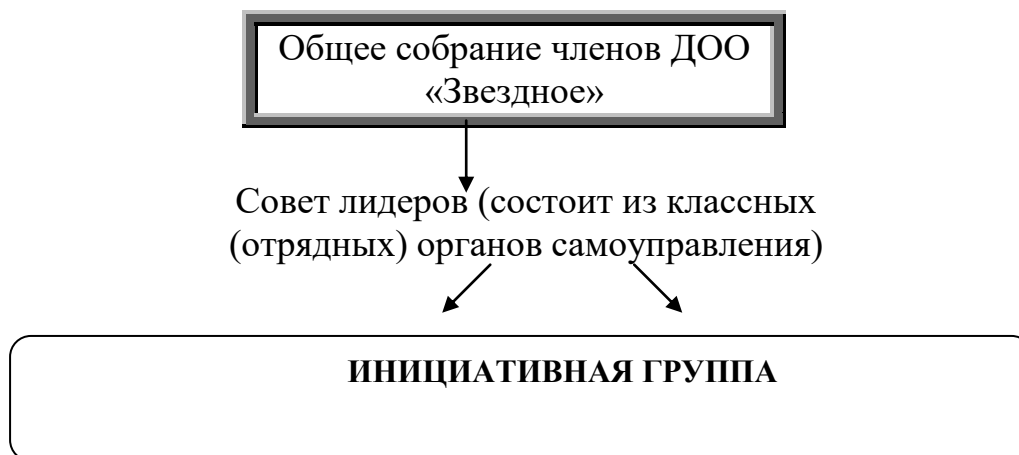 Общее собрание членов ДОО
«Звездное»
Совет лидеров (состоит из классных
(отрядных) органов самоуправления)
ИНИЦИАТИВНАЯ ГРУППА